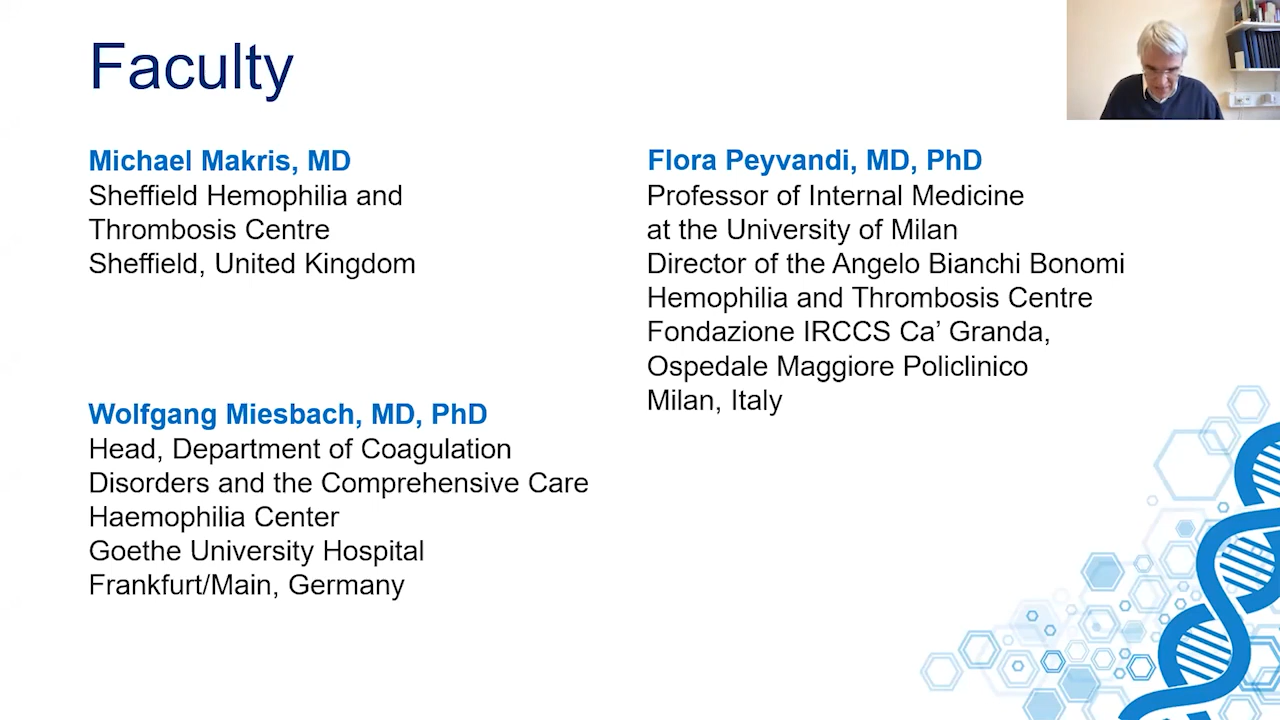 Faculty
Michael Makris, MD
Sheffield Hemophilia and
Thrombosis Centre
Sheffield, United Kingdom
Wolfgang Miesbach, MD, PhD
Head, Department of Coagulation
Disorders and the Comprehensive Care
Haemophilia Center
Goethe University Hospital
Frankfurt/Main, Germany
Flora Peyvandi, MD, PhD
Professor of Internal Medicine
at the University of Milan
Director of the Angelo Bianchi Bonomi
Hemophilia and Thrombosis Centre
Fondazione IRCCS Ca’ Granda,
Ospedale Maggiore Policlinico
Milan, Italy